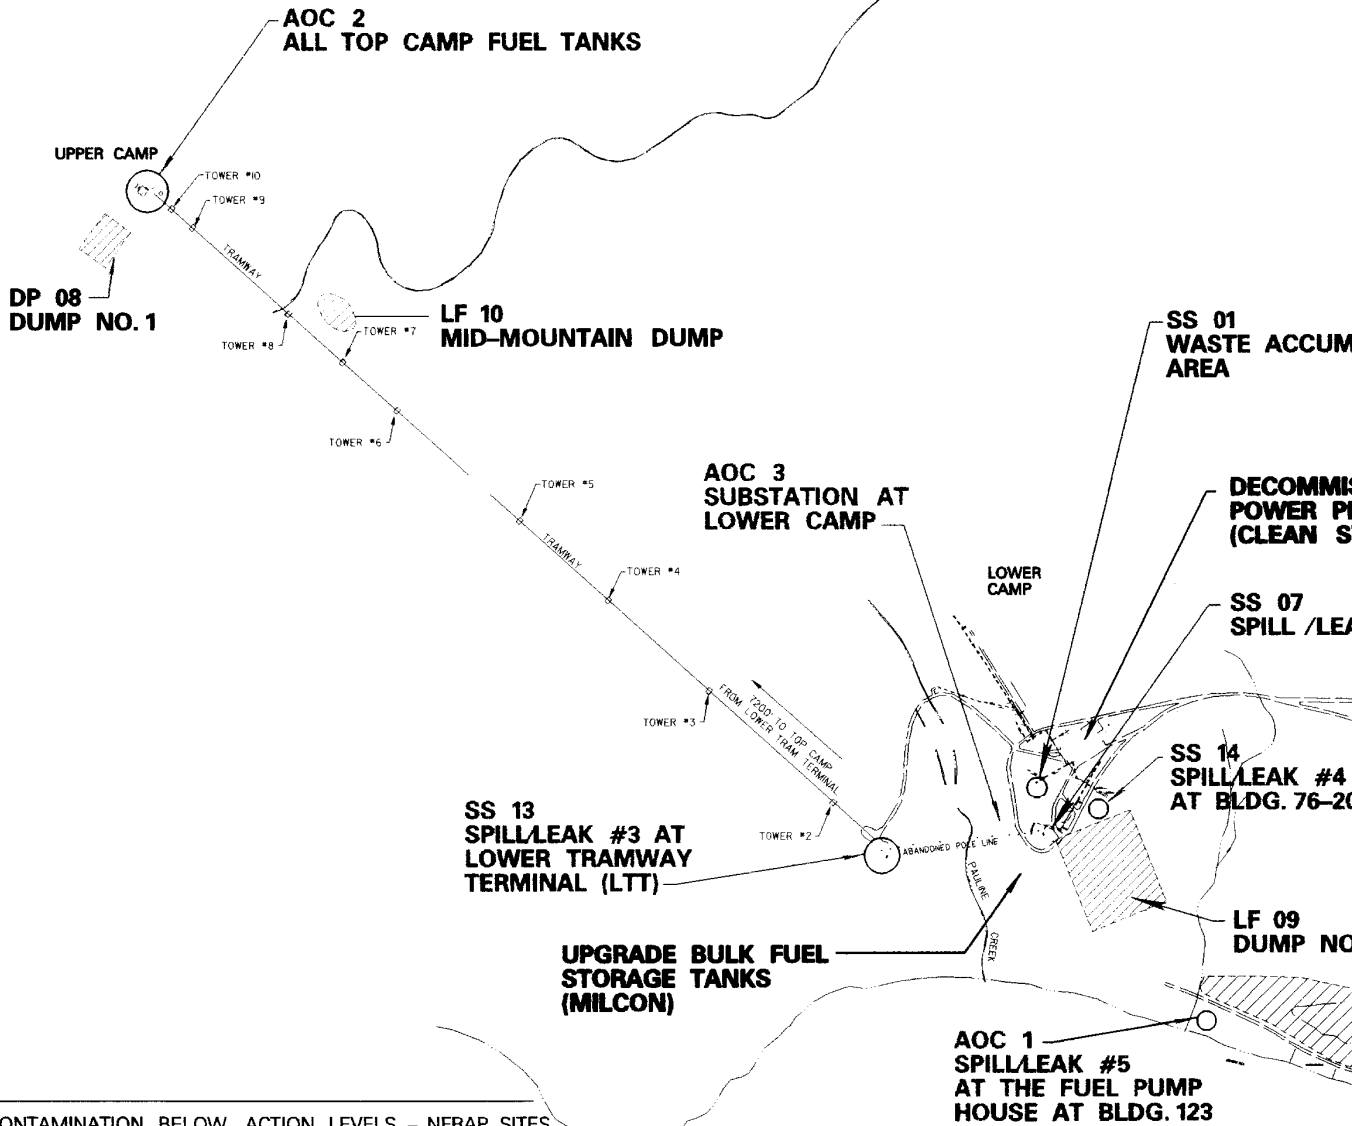 AOC 2
ALL TOP CAMP FUEL TANKS
UPPER CAMP
TOWER #10
TOWER #9
TRAMWAY
DP 08
DUMP NO. 1
LF 10
MID-MOUNTAIN DUMP
TOWER #7
TOWER #8
TOWER #6
SS 01
WASTE ACCUM
AREA
AOC 3
SUBSTATION AT
LOWER CAMP
TOWER #5
TRAMWAY
TOWER #4
DECOMMIS
POWER P
(CLEAN S
LOWER
CAMP
SS 07
SPILL /LEA
TOWER #3
7200' TO TOP CAMP
FROM LOWER TRAM TERMINAL
SS 14
SPILL/LEAK #4
AT BLDG. 76-20
SS 13
SPILL/LEAK #3 AT
LOWER TRAMWAY
TERMINAL (LTT)
TOWER #2
ABANDONED POLE LINE
PAULINE
CREEK
LF 09
DUMP NO
UPGRADE BULK FUEL
STORAGE TANKS
(MILCON)
AOC 1
SPILL/LEAK #5
AT THE FUEL PUMP
HOUSE AT BLDG. 123
ONTAMINATION BELOW ACTION LEVELS - NFRAP SITES